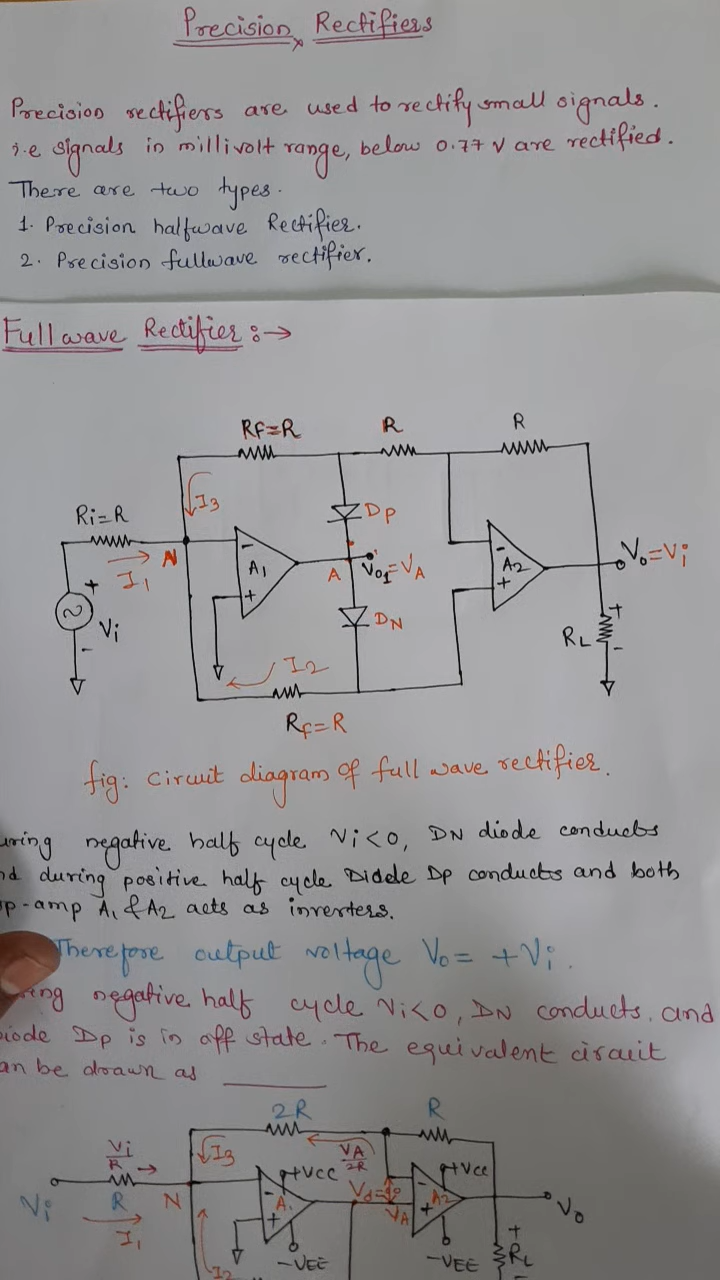 Precision Rectifiers
Precision rectifiers are used to rectify small signals.
i.e signals in millivolt range, below 0.77 V are rectified.
There are two types.
1. Precision halfwave Rectifier.
2. Precision fullwave rectifier.
Full wave Rectifier :→
RF=R R R
I3
Ri=R DP
N A1 A VO1=VA A2 Vo=Vi
I1
Vi DN RL
I2
Rf=R
fig: circuit diagram of full wave rectifier.
uring negative half cycle Vi<0, DN diode conducts
nd during positive half cycle Didele Dp conducts and both
p-amp A1 & A2 acts as inverters.
Therefore output voltage Vo = +Vi.
ing negative half cycle Vi<0, DN conducts. and
iode Dp is in off state. The equivalent circuit
an be drawn as
2R R
Vi/R I3 VA/2R
+Vcc +Vcc
Vi R N A1 A2 Vo
I1 VA
-VEE -VEE RL
I2